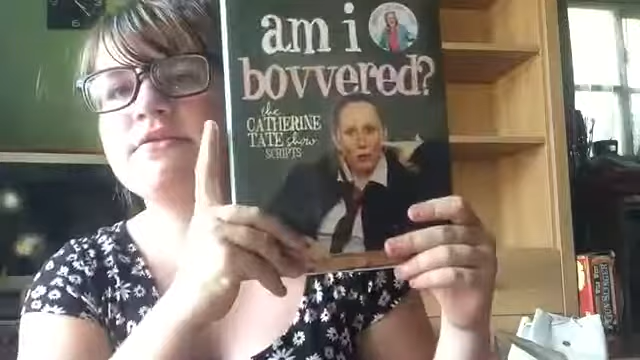 am i
bovvered?
the
CATHERINE
TATE show
SCRIPTS